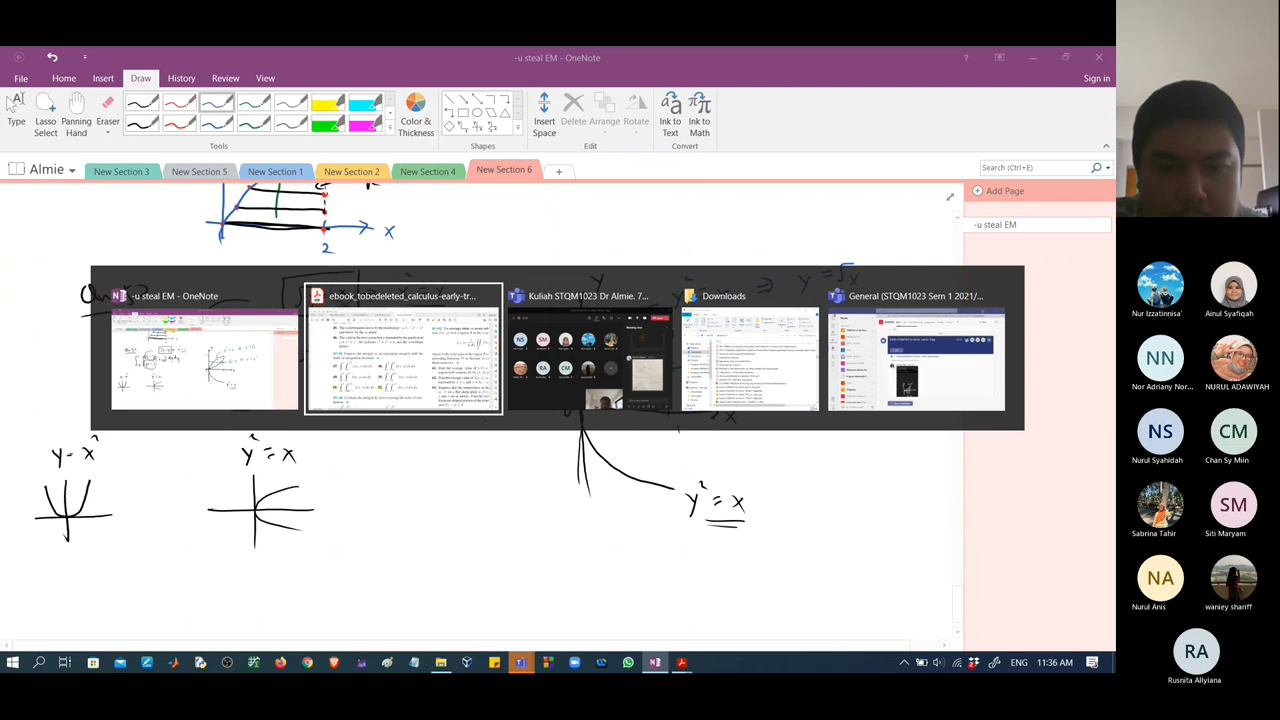 -u steal EM - OneNote
File
Home
Insert
Draw
History
Review
View
Sign in
Type
Lasso Select
Panning Hand
Eraser
Color & Thickness
Insert Space
Delete
Arrange
Rotate
Ink to Text
Ink to Math
Tools
Shapes
Edit
Convert
Almie
New Section 3
New Section 5
New Section 1
New Section 2
New Section 4
New Section 6
Search (Ctrl+E)
Add Page
-u steal EM
x
2
-u steal EM - OneNote
ebook_tobedeleted_calculus-early-tr...
Kuliah STQM1023 Dr Almie. 7...
Downloads
General (STQM1023 Sem 1 2021/...
y = x²
y² = x
y² = x
ENG
11:36 AM
Nur Izzatinnisa'
Ainul Syafiqah
NN
Nor Adriany Nor...
NURUL ADAWIYAH
NS
Nurul Syahidah
CM
Chan Sy Miin
Sabrina Tahir
SM
Siti Maryam
NA
Nurul Anis
waniey shariff
RA
Rusnita Allyiana